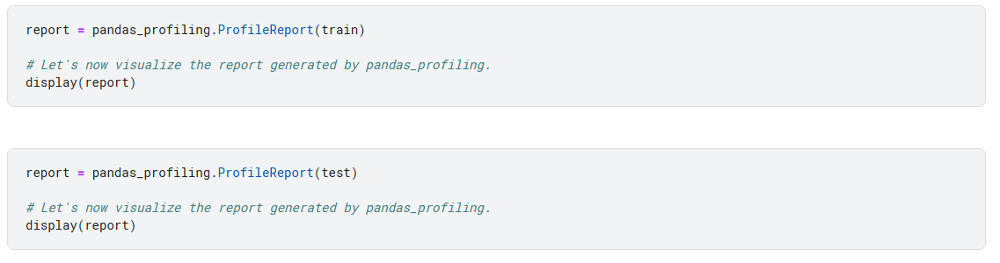 report = pandas_profiling.ProfileReport(train)
# Let's now visualize the report generated by pandas_profiling.
display(report)
report = pandas_profiling.ProfileReport(test)
# Let's now visualize the report generated by pandas_profiling.
display(report)